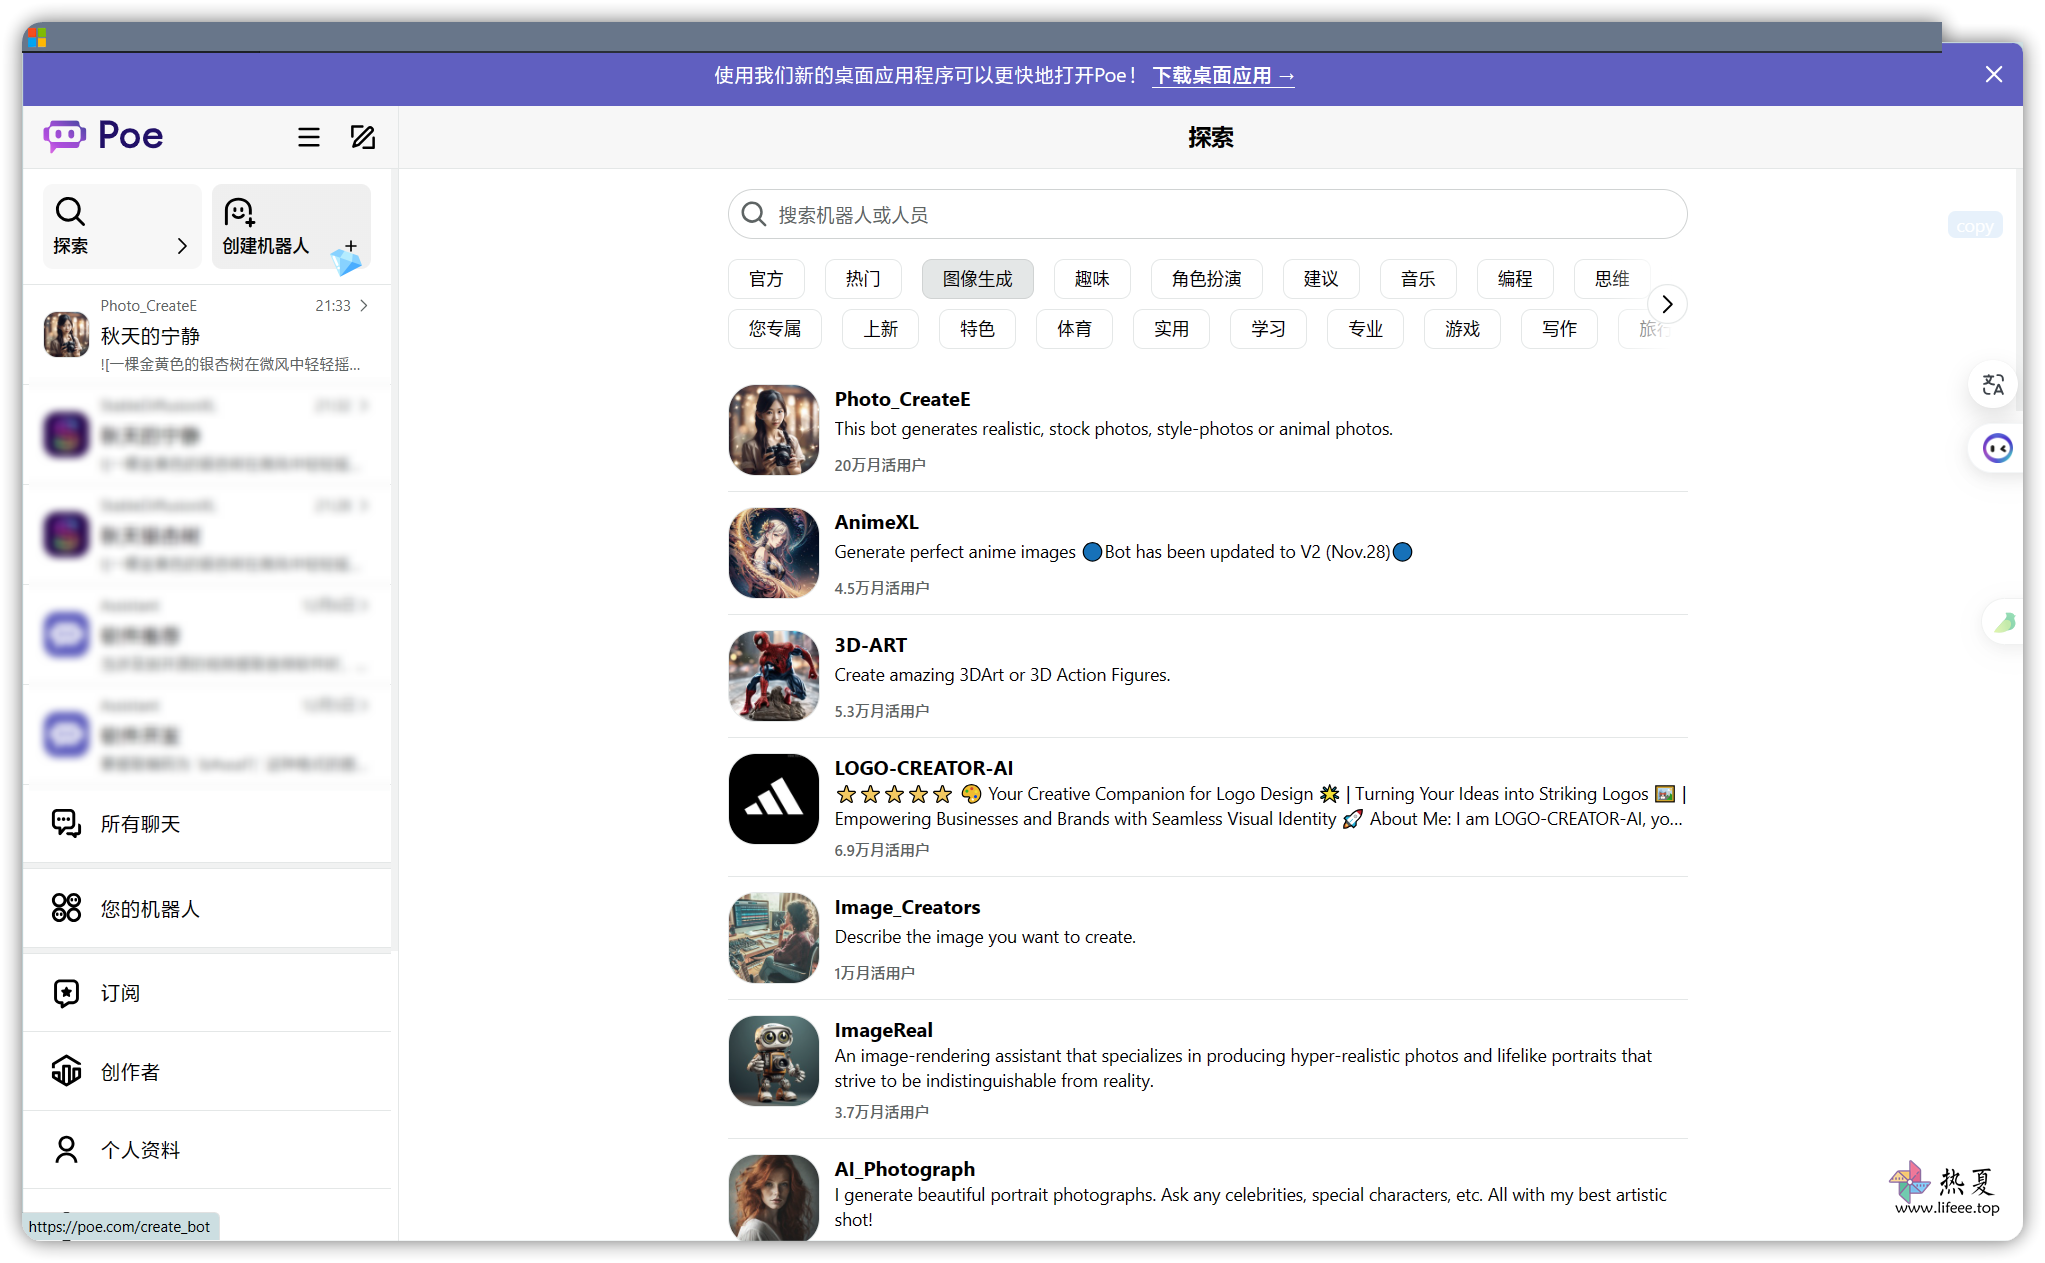 使用我们新的桌面应用程序可以更快地打开Poe！ 下载桌面应用 →
Poe
探索
探索
创建机器人 +
Photo_CreateE 21:33
秋天的宁静
![一棵金黄色的银杏树在微风中轻轻摇...
所有聊天
您的机器人
订阅
创作者
个人资料
https://poe.com/create_bot
搜索机器人或人员
copy
官方 热门 图像生成 趣味 角色扮演 建议 音乐 编程 思维
您专属 上新 特色 体育 实用 学习 专业 游戏 写作 旅行
Photo_CreateE
This bot generates realistic, stock photos, style-photos or animal photos.
20万月活用户
AnimeXL
Generate perfect anime images 🔵Bot has been updated to V2 (Nov.28)🔵
4.5万月活用户
3D-ART
Create amazing 3DArt or 3D Action Figures.
5.3万月活用户
LOGO-CREATOR-AI
⭐⭐⭐⭐⭐ 🎨 Your Creative Companion for Logo Design 🌟 | Turning Your Ideas into Striking Logos 🖼️ |
Empowering Businesses and Brands with Seamless Visual Identity 🚀 About Me: I am LOGO-CREATOR-AI, yo...
6.9万月活用户
Image_Creators
Describe the image you want to create.
1万月活用户
ImageReal
An image-rendering assistant that specializes in producing hyper-realistic photos and lifelike portraits that
strive to be indistinguishable from reality.
3.7万月活用户
AI_Photograph
I generate beautiful portrait photographs. Ask any celebrities, special characters, etc. All with my best artistic
shot!
热夏
www.lifeee.top